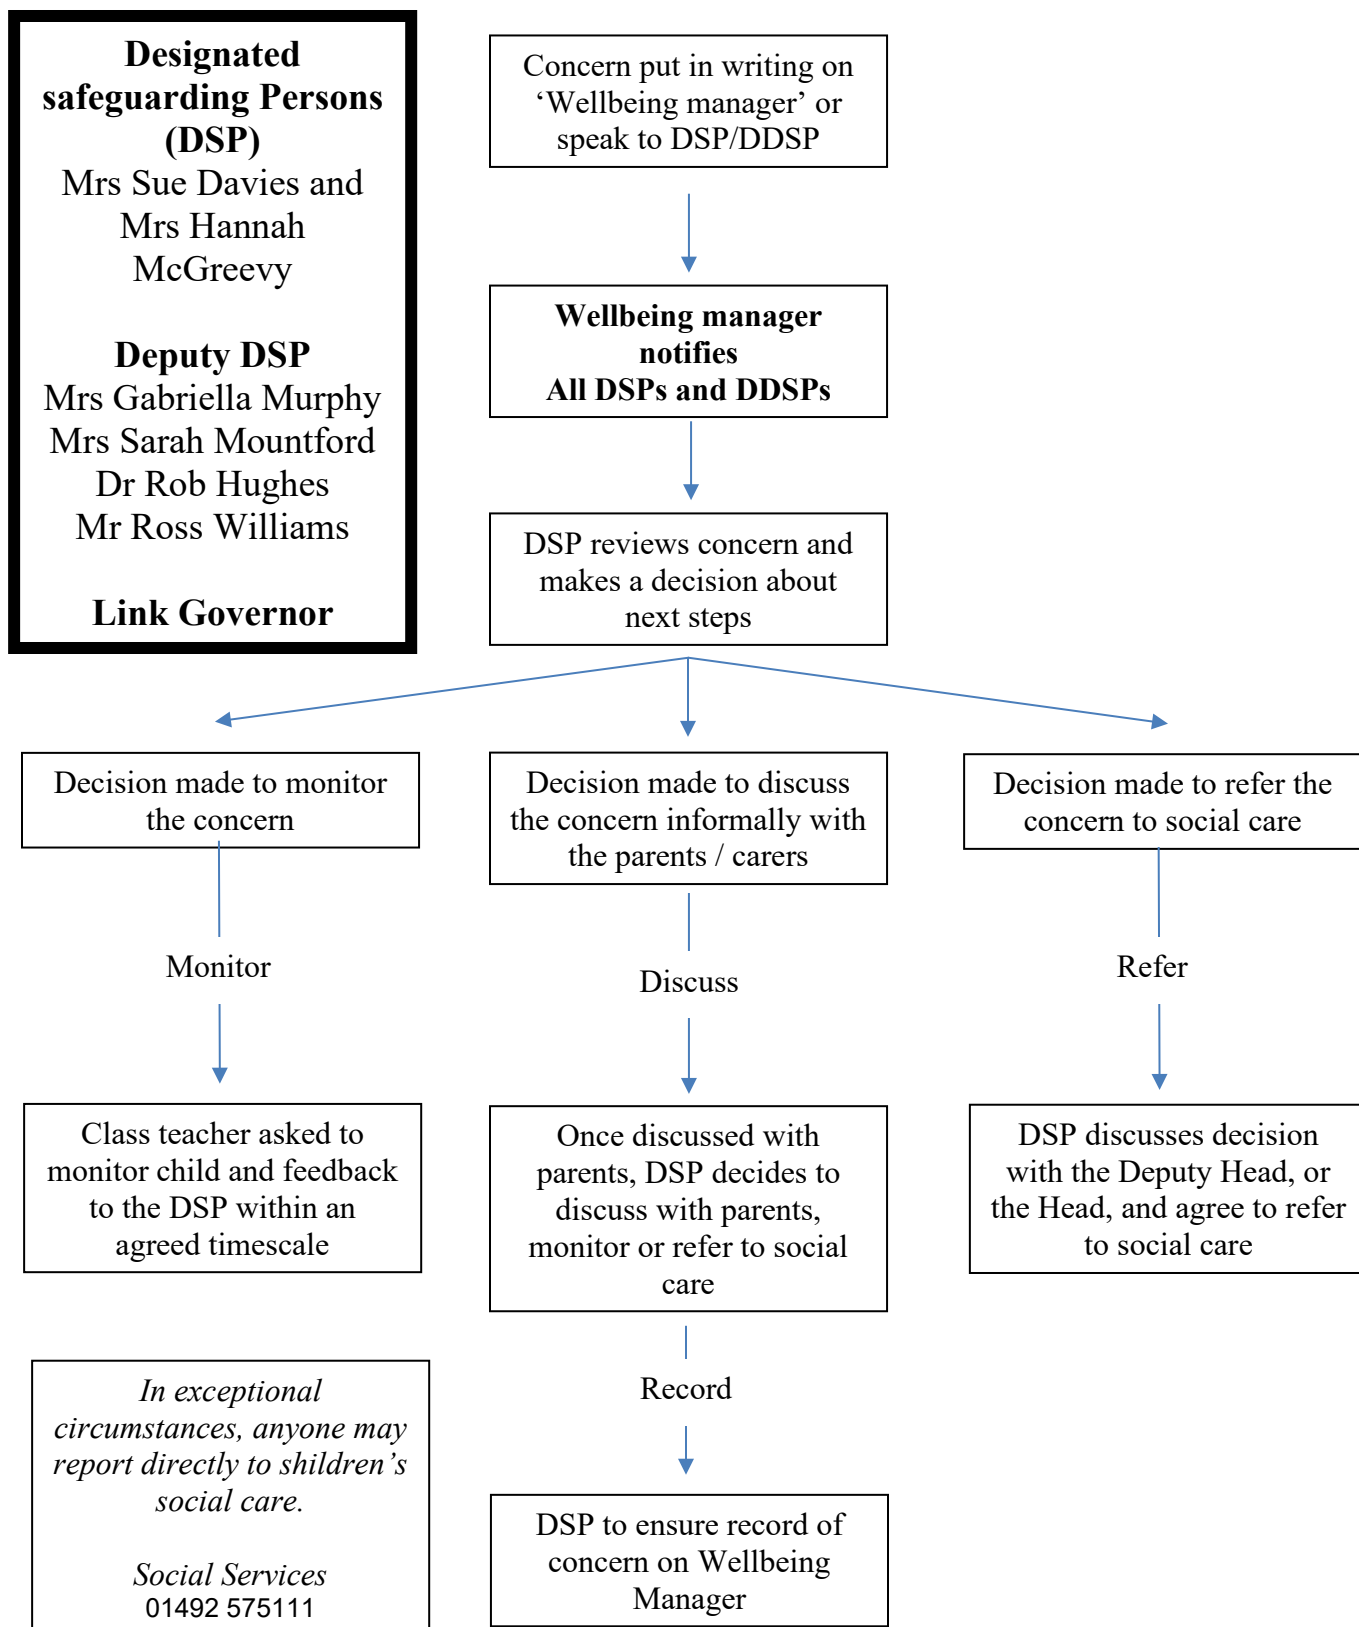 Designated
safeguarding Persons
(DSP)
Mrs Sue Davies and
Mrs Hannah
McGreevy
Deputy DSP
Mrs Gabriella Murphy
Mrs Sarah Mountford
Dr Rob Hughes
Mr Ross Williams
Link Governor
Concern put in writing on
‘Wellbeing manager’ or
speak to DSP/DDSP
Wellbeing manager
notifies
All DSPs and DDSPs
DSP reviews concern and
makes a decision about
next steps
Decision made to monitor
the concern
Decision made to discuss
the concern informally with
the parents / carers
Decision made to refer the
concern to social care
Monitor
Discuss
Refer
Class teacher asked to
monitor child and feedback
to the DSP within an
agreed timescale
Once discussed with
parents, DSP decides to
discuss with parents,
monitor or refer to social
care
DSP discusses decision
with the Deputy Head, or
the Head, and agree to refer
to social care
Record
In exceptional
circumstances, anyone may
report directly to shildren’s
social care.
Social Services
01492 575111
DSP to ensure record of
concern on Wellbeing
Manager